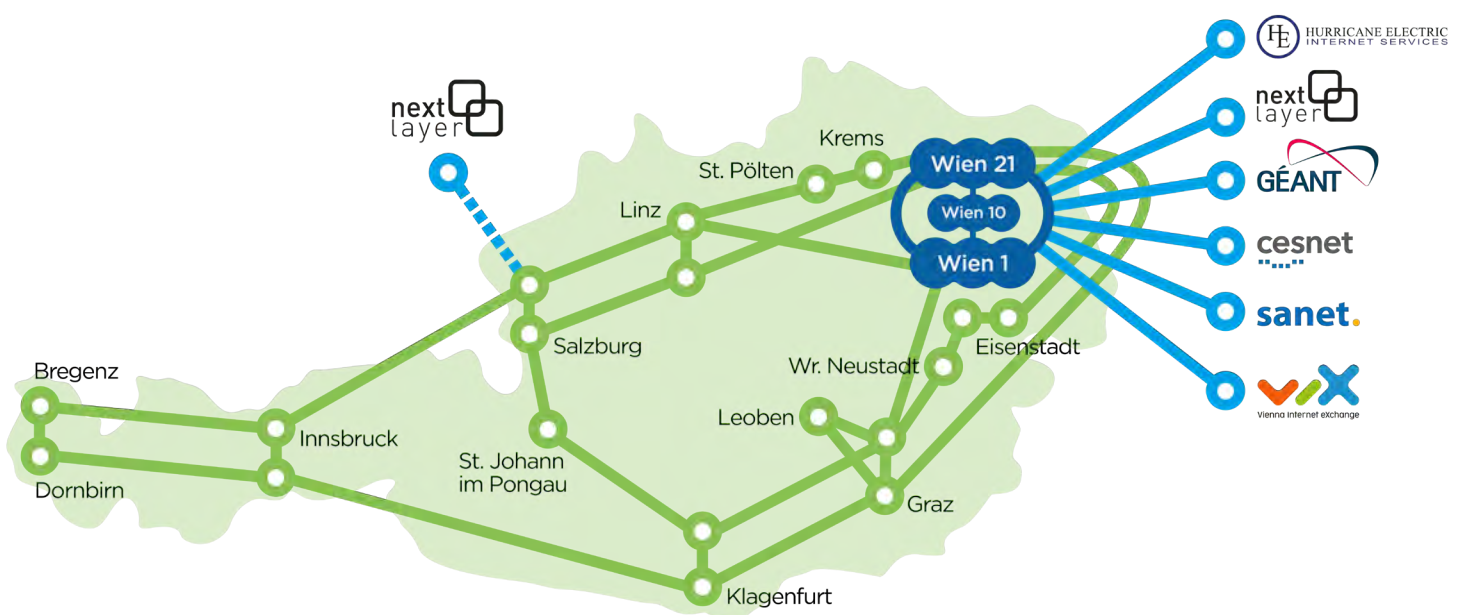 HE HURRICANE ELECTRIC
INTERNET SERVICES
next
layer
next
layer
Krems
Wien 21
St. Pölten
GÉANT
Linz
Wien 10
cesnet
Wien 1
sanet.
Salzburg
Eisenstadt
Wr. Neustadt
Bregenz
Vienna Internet eXchange
Leoben
Innsbruck
St. Johann
im Pongau
Dornbirn
Graz
Klagenfurt